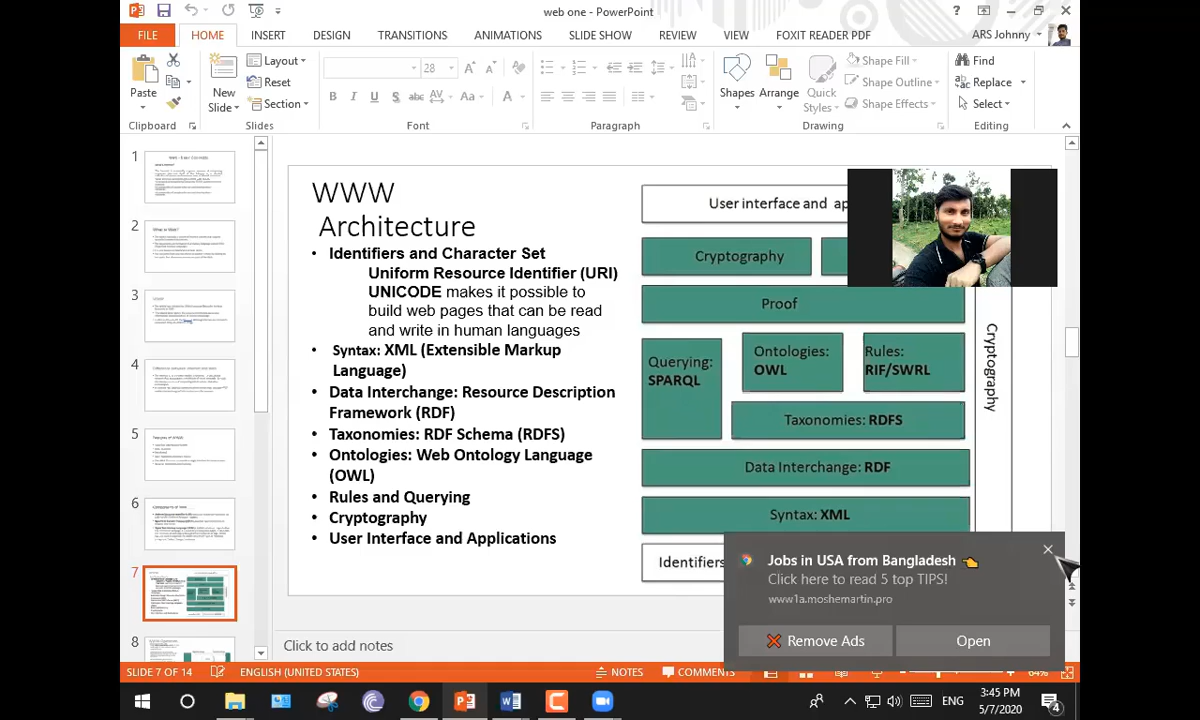 web one - PowerPoint
FILE
HOME
INSERT
DESIGN
TRANSITIONS
ANIMATIONS
SLIDE SHOW
REVIEW
VIEW
FOXIT READER PDF
ARS Johnny
Paste
New
Slide
Layout
Reset
Section
28
B I U S abc AV Aa A
Shapes
Arrange
Quick
Styles
Shape Fill
Shape Outline
Shape Effects
Find
Replace
Select
Clipboard
Slides
Font
Paragraph
Drawing
Editing
1
2
3
4
5
6
7
8
WWW
Architecture
• Identifiers and Character Set
Uniform Resource Identifier (URI)
UNICODE makes it possible to
build web pages that can be read
and write in human languages
• Syntax: XML (Extensible Markup
Language)
• Data Interchange: Resource Description
Framework (RDF)
• Taxonomies: RDF Schema (RDFS)
• Ontologies: Web Ontology Language
(OWL)
• Rules and Querying
• Cryptography
• User Interface and Applications
User interface and ap
Cryptography
Proof
Querying:
SPARQL
Ontologies:
OWL
Rules:
RIF/SWRL
Cryptography
Taxonomies: RDFS
Data Interchange: RDF
Syntax: XML
Identifiers
Jobs in USA from Bangladesh
Click here to read 5 top TIPS!
www1a.moshemartin.pro
Remove Ads
Open
Click to add notes
SLIDE 7 OF 14
ENGLISH (UNITED STATES)
NOTES
COMMENTS
64%
ENG
3:45 PM
5/7/2020
4